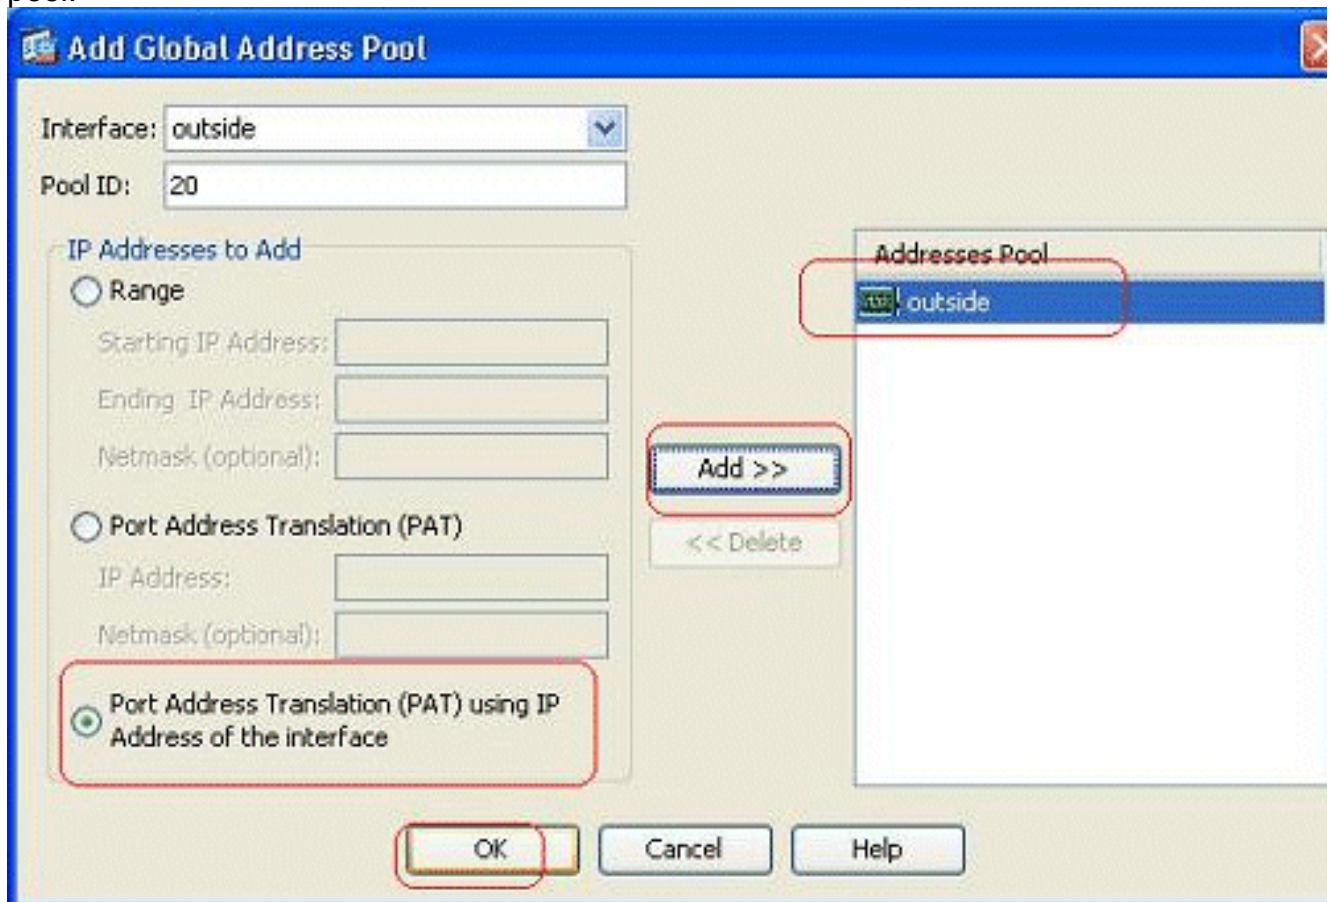 Add Global Address Pool
Interface: outside
Pool ID: 20
IP Addresses to Add
Range
Starting IP Address:
Ending IP Address:
Netmask (optional):
Port Address Translation (PAT)
IP Address:
Netmask (optional):
Port Address Translation (PAT) using IP
Address of the interface
Add >>
<< Delete
Addresses Pool
outside
OK
Cancel
Help